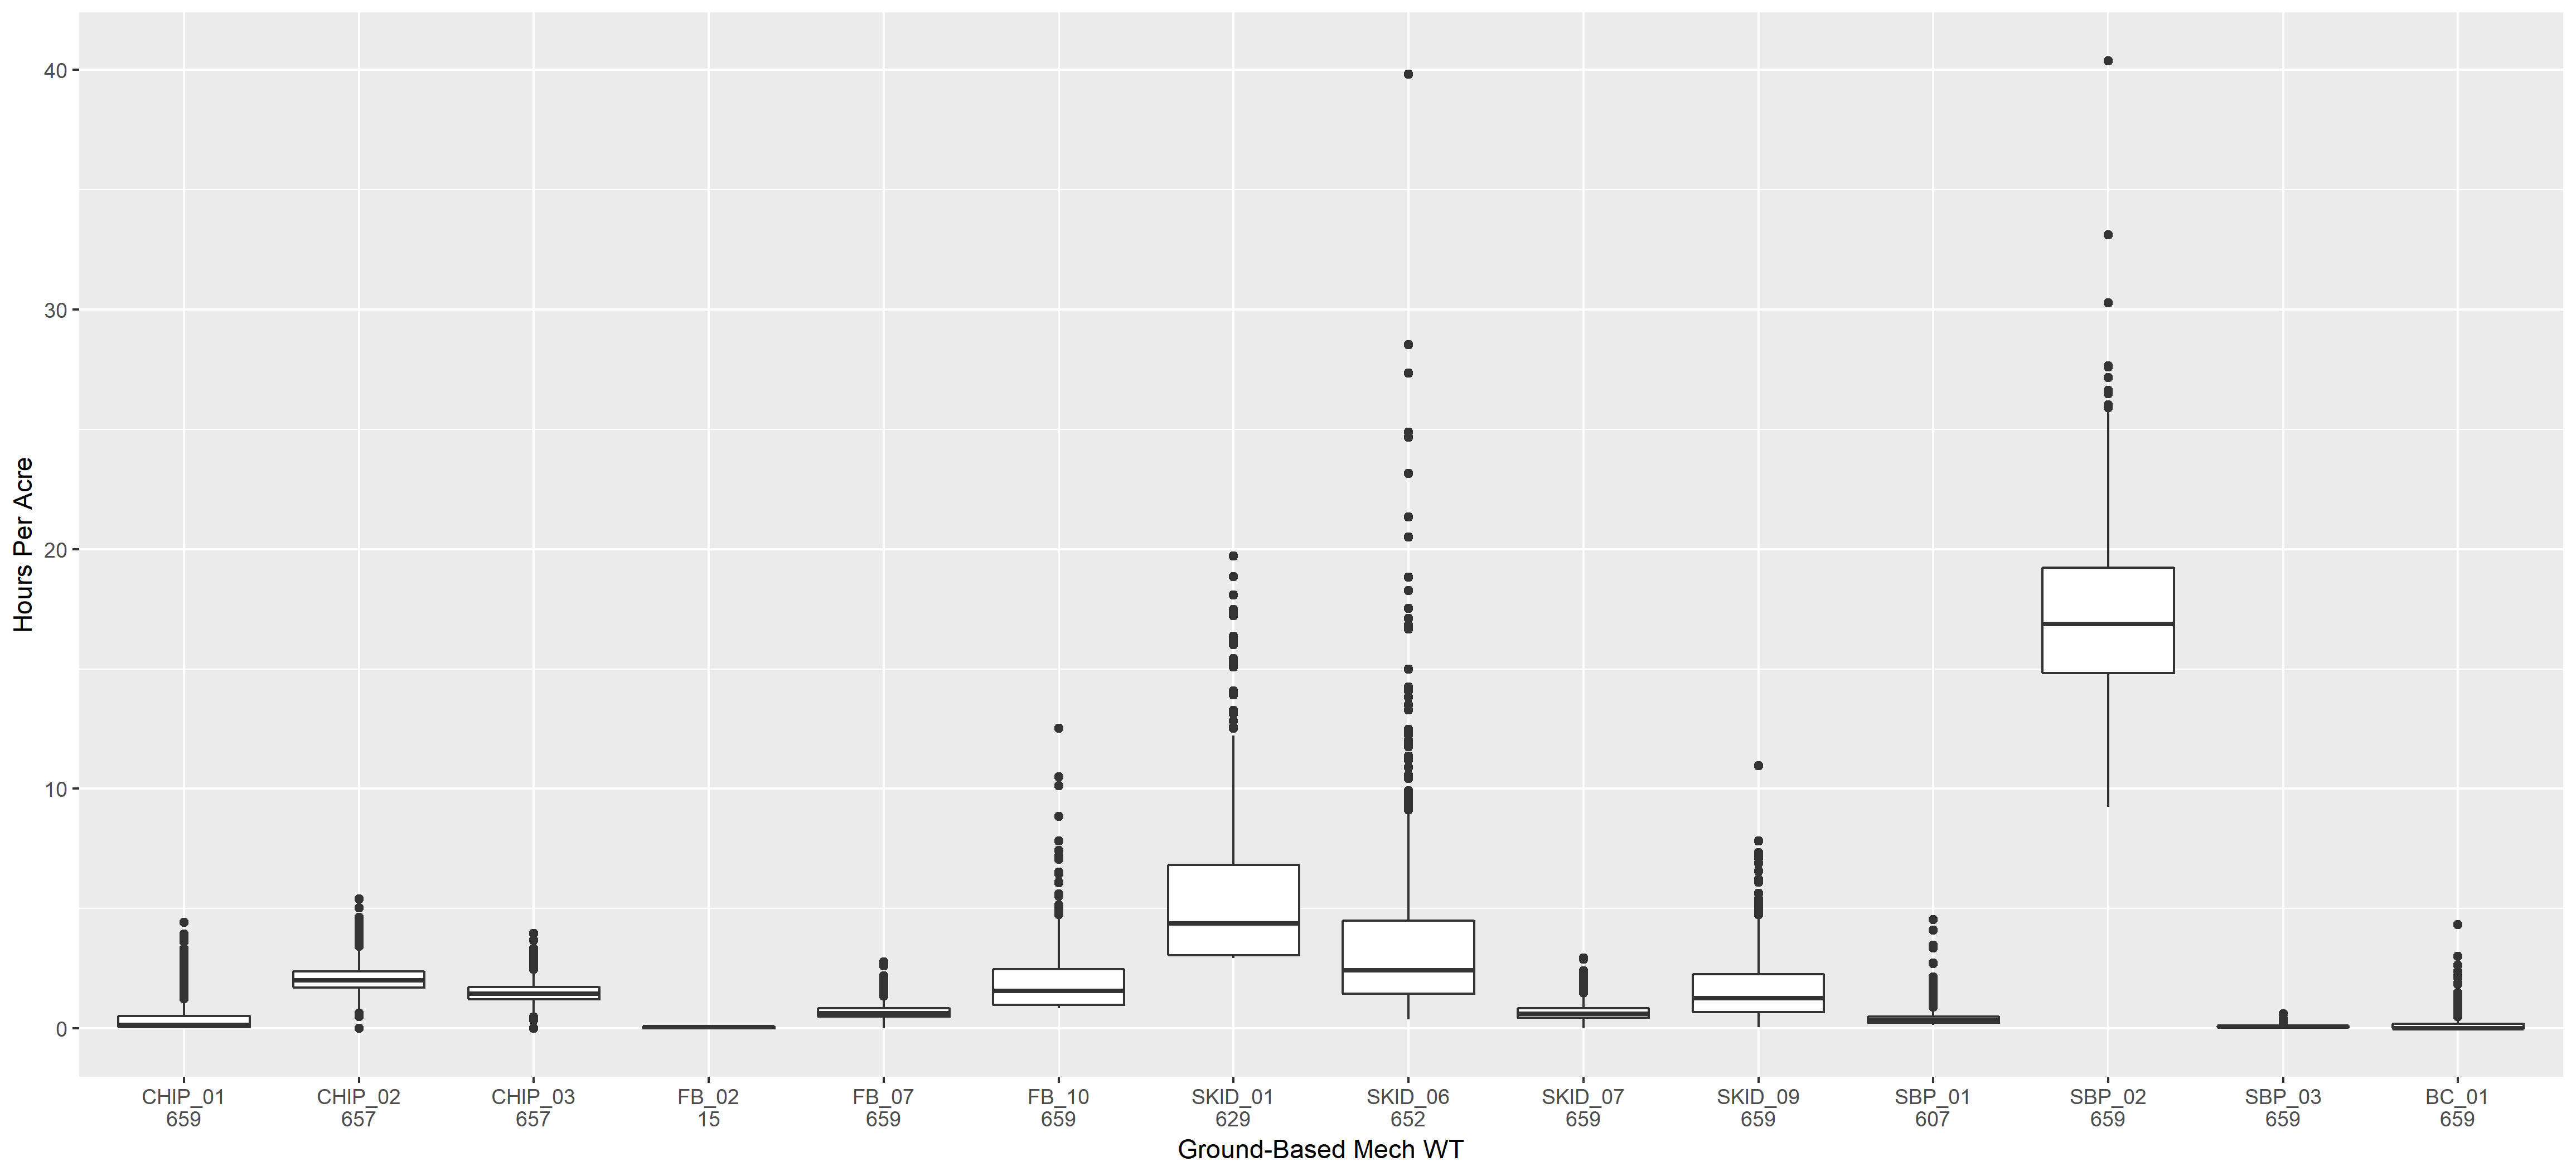 Hours Per Acre
40
30
20
10
0
CHIP_01 CHIP_02 CHIP_03 FB_02 FB_07 FB_10 SKID_01 SKID_06 SKID_07 SKID_09 SBP_01 SBP_02 SBP_03 BC_01
659 657 657 15 659 659 629 652 659 659 607 659 659 659
Ground-Based Mech WT